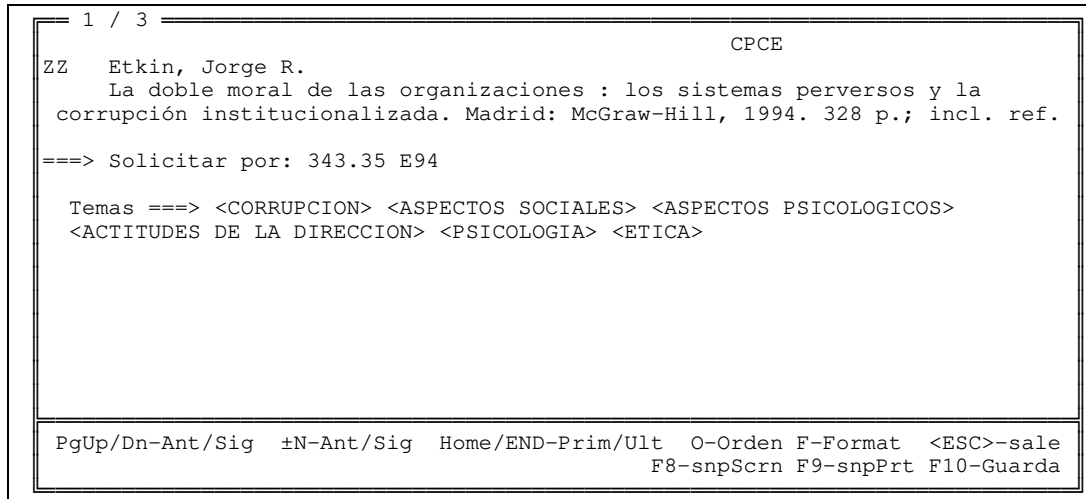 1 / 3
CPCE
ZZ Etkin, Jorge R.
La doble moral de las organizaciones : los sistemas perversos y la
corrupción institucionalizada. Madrid: McGraw-Hill, 1994. 328 p.; incl. ref.
===> Solicitar por: 343.35 E94
Temas ===> <CORRUPCION> <ASPECTOS SOCIALES> <ASPECTOS PSICOLOGICOS>
<ACTITUDES DE LA DIRECCION> <PSICOLOGIA> <ETICA>
PgUp/Dn-Ant/Sig ±N-Ant/Sig Home/END-Prim/Ult O-Orden F-Format <ESC>-sale
F8-snpScrn F9-snpPrt F10-Guarda